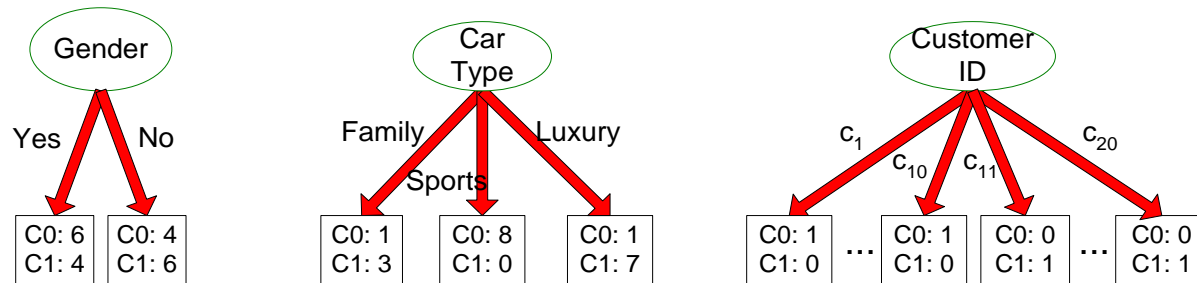 Gender
Yes
No
C0: 6
C1: 4
C0: 4
C1: 6
Car
Type
Family
Sports
Luxury
C0: 1
C1: 3
C0: 8
C1: 0
C0: 1
C1: 7
Customer
ID
c1
c10
c11
c20
C0: 1
C1: 0
...
C0: 1
C1: 0
C0: 0
C1: 1
...
C0: 0
C1: 1